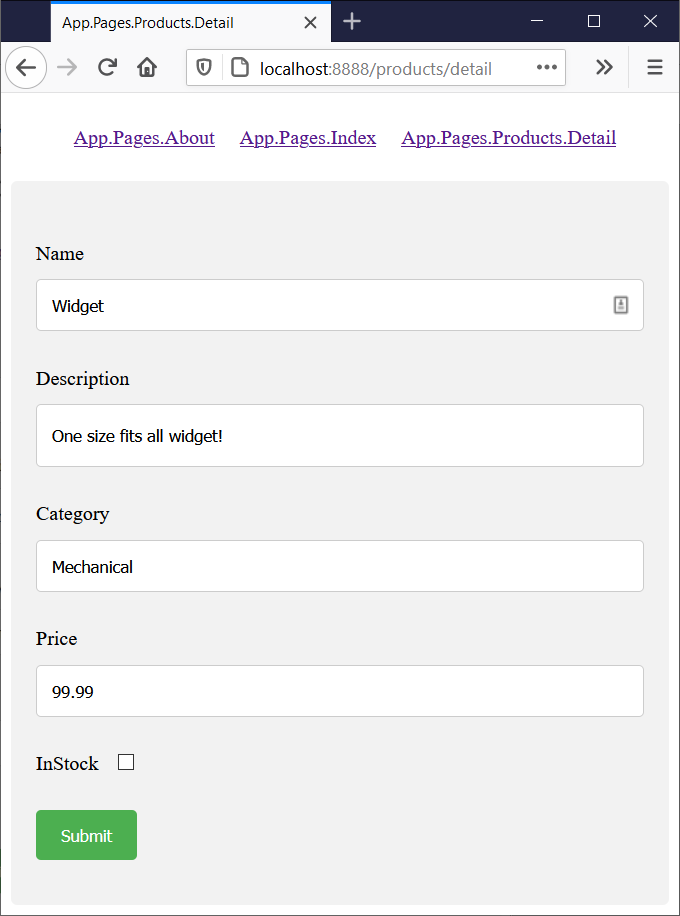 App.Pages.Products.Detail
localhost:8888/products/detail
App.Pages.About App.Pages.Index App.Pages.Products.Detail
Name
Widget
Description
One size fits all widget!
Category
Mechanical
Price
99.99
InStock
Submit